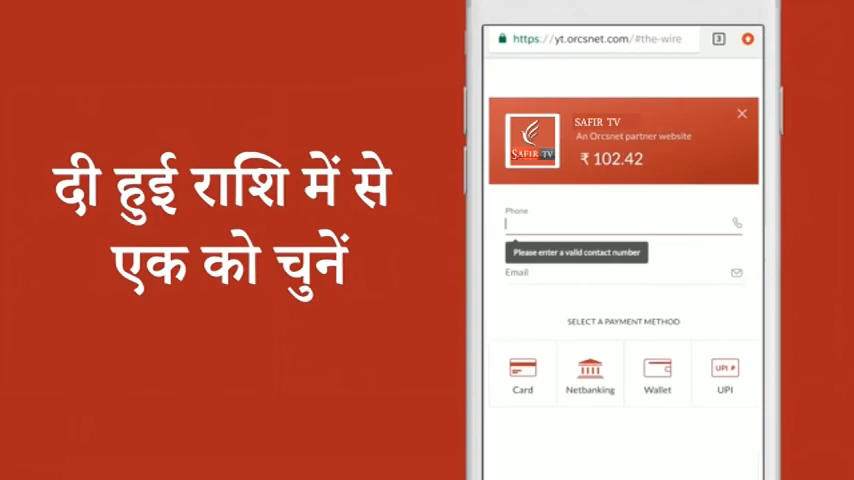 दी हुई राशि में से
एक को चुनें
https://yt.orcsnet.com/#the-wire
3
SAFIR TV
SAFIR TV
An Orcsnet partner website
₹ 102.42
Phone
Please enter a valid contact number
Email
SELECT A PAYMENT METHOD
UPI
Card
Netbanking
Wallet
UPI